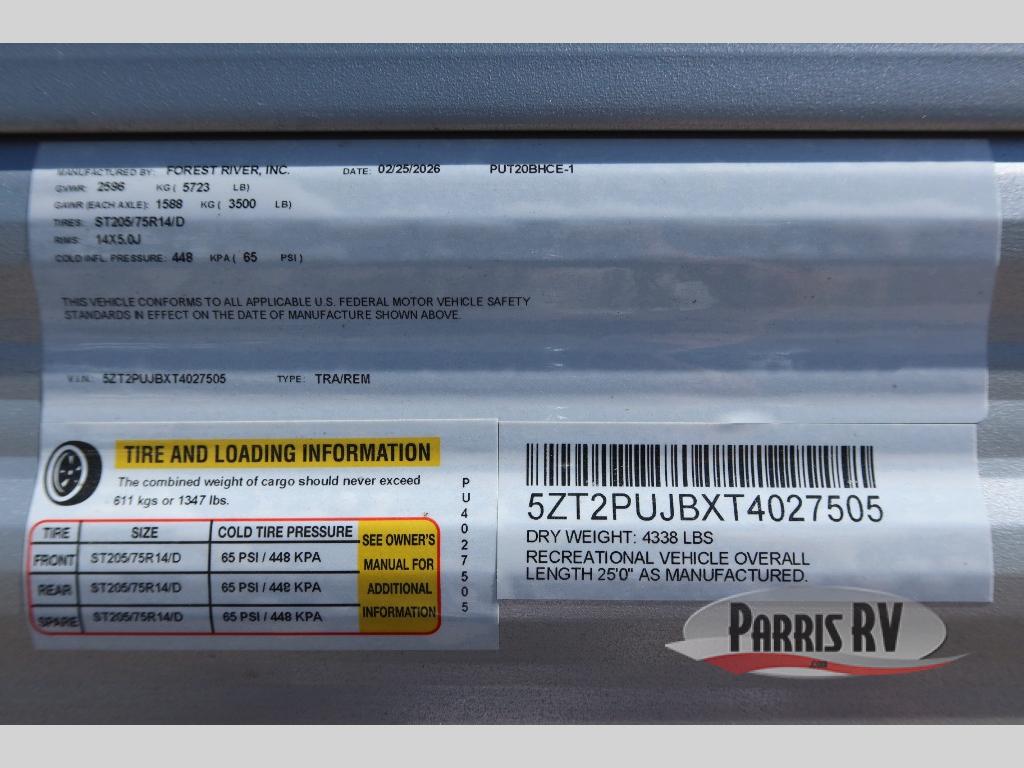 MANUFACTURED BY: FOREST RIVER, INC. DATE: 02/25/2026 PUT20BHCE-1
GVWR: 2596 KG( 5723 LB)
GAWR (EACH AXLE): 1588 KG( 3500 LB)
TIRES: ST205/75R14/D
RIMS: 14X5.0J
COLD INFL. PRESSURE: 448 KPA( 65 PSI)
THIS VEHICLE CONFORMS TO ALL APPLICABLE U.S. FEDERAL MOTOR VEHICLE SAFETY
STANDARDS IN EFFECT ON THE DATE OF MANUFACTURE SHOWN ABOVE.
V.I.N.: 5ZT2PUJBXT4027505 TYPE: TRA/REM
TIRE AND LOADING INFORMATION
The combined weight of cargo should never exceed
611 kgs or 1347 lbs.
TIRE SIZE COLD TIRE PRESSURE
FRONT ST205/75R14/D 65 PSI / 448 KPA
REAR ST205/75R14/D 65 PSI / 448 KPA
SPARE ST205/75R14/D 65 PSI / 448 KPA
SEE OWNER'S
MANUAL FOR
ADDITIONAL
INFORMATION
PU4027505
5ZT2PUJBXT4027505
DRY WEIGHT: 4338 LBS
RECREATIONAL VEHICLE OVERALL
LENGTH 25'0" AS MANUFACTURED.
PARRIS RV
.com